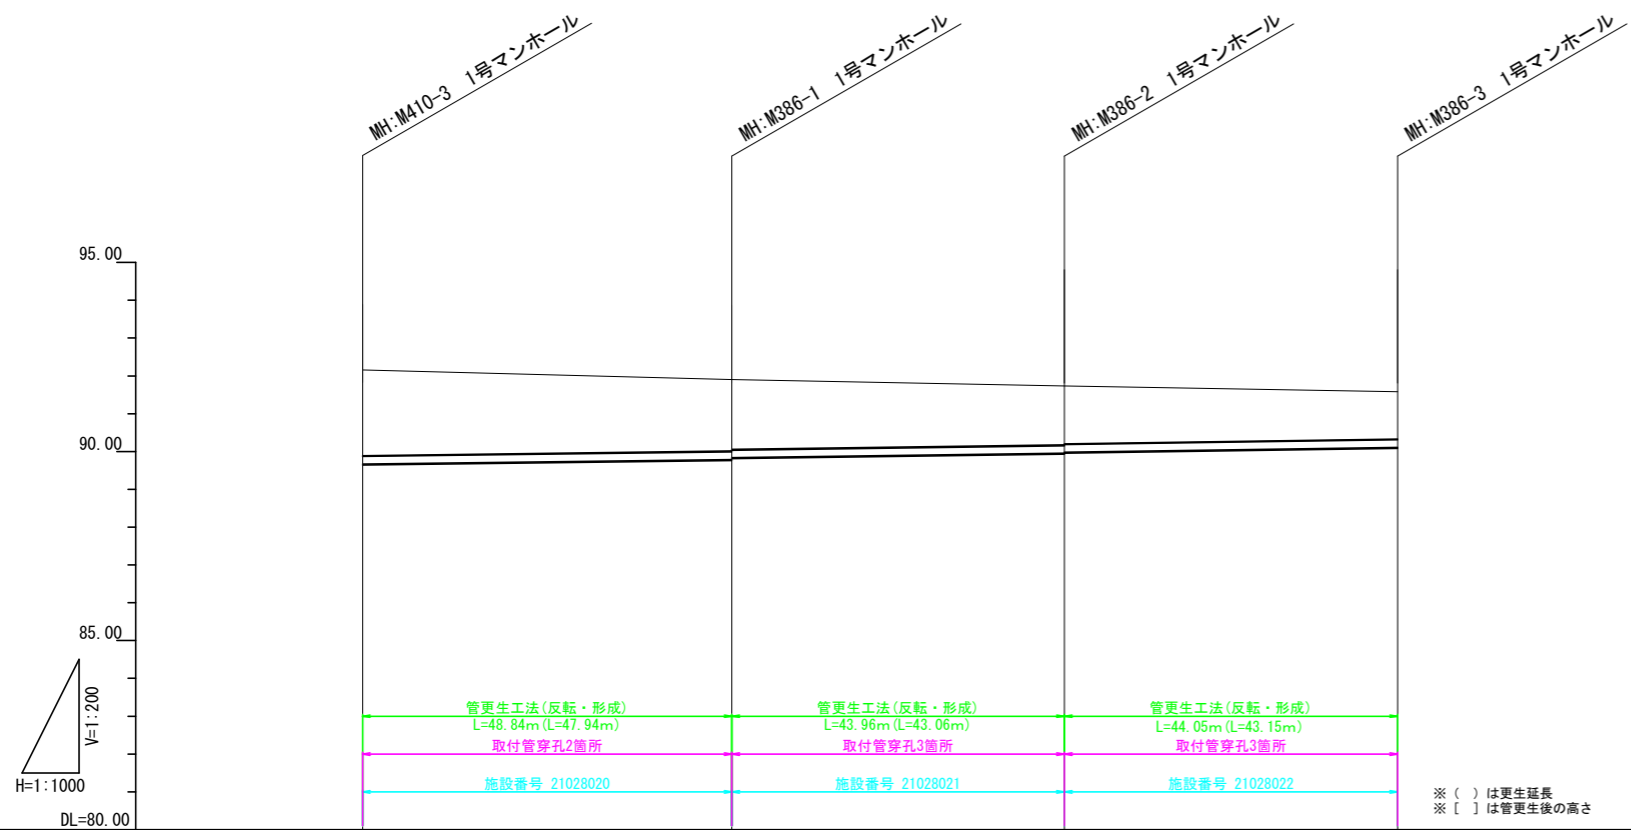 MH:M410-3　1号マンホール
MH:M386-1　1号マンホール
MH:M386-2　1号マンホール
MH:M386-3　1号マンホール
95.00
90.00
85.00
V=1:200
H=1:1000
DL=80.00
管更生工法(反転・形成)
L=48.84m(L=47.94m)
取付管穿孔2箇所
施設番号 21028020
管更生工法(反転・形成)
L=43.96m(L=43.06m)
取付管穿孔3箇所
施設番号 21028021
管更生工法(反転・形成)
L=44.05m(L=43.15m)
取付管穿孔3箇所
施設番号 21028022
※（　）は更生延長
※［　］は管更生後の高さ